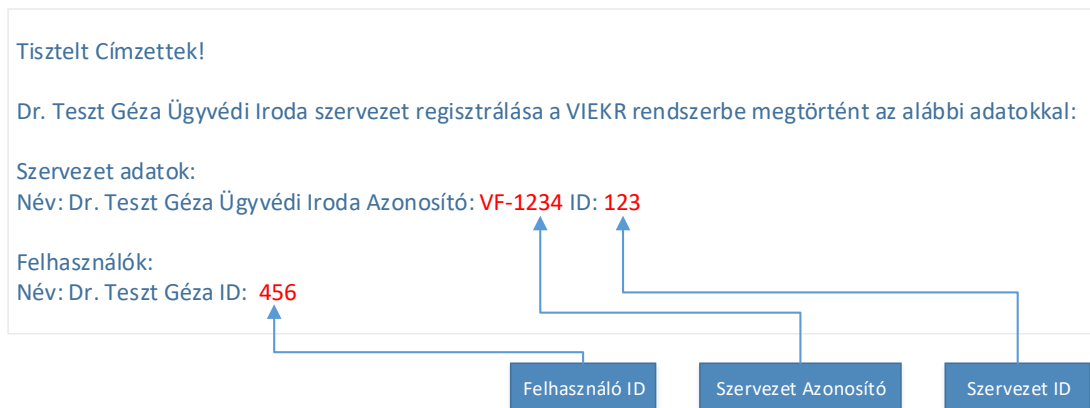 Tisztelt Címzettek!
Dr. Teszt Géza Ügyvédi Iroda szervezet regisztrálása a VIEKR rendszerbe megtörtént az alábbi adatokkal:
Szervezet adatok:
Név: Dr. Teszt Géza Ügyvédi Iroda Azonosító: VF-1234 ID: 123
Felhasználók:
Név: Dr. Teszt Géza ID: 456
Felhasználó ID Szervezet Azonosító Szervezet ID